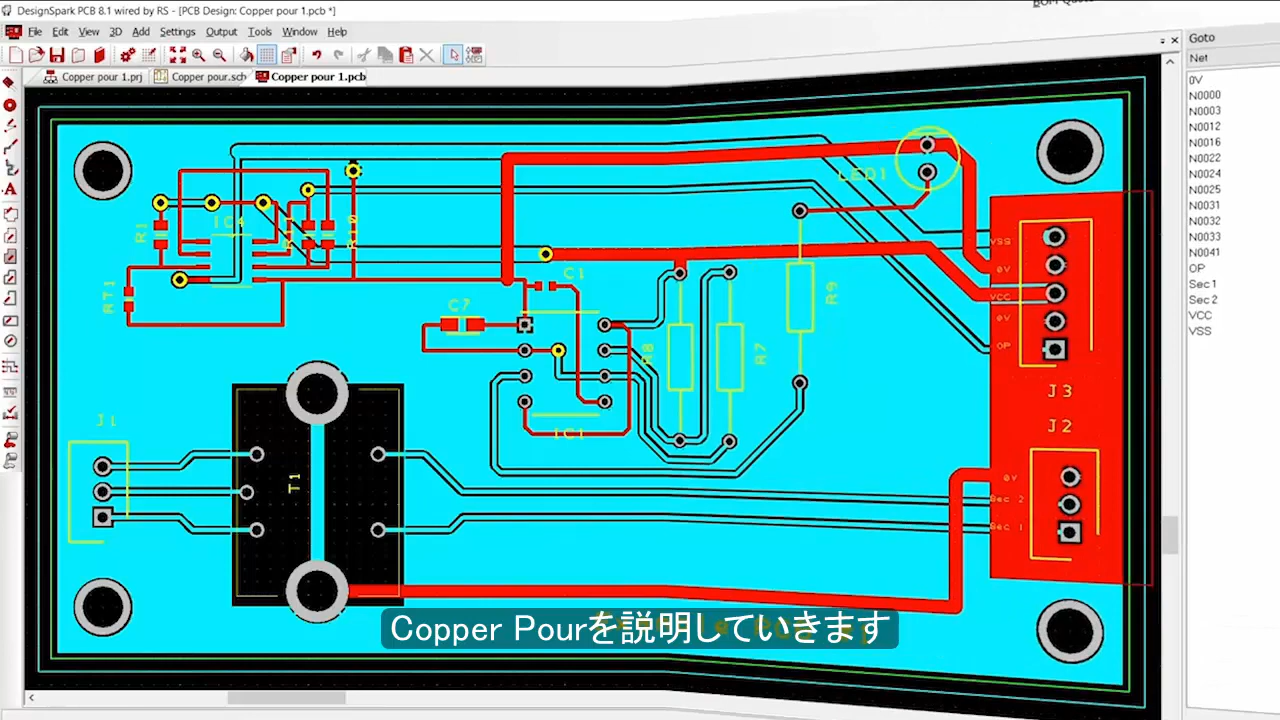 DesignSpark PCB 8.1 wired by RS - [PCB Design: Copper pour 1.pcb *]
File Edit View 3D Add Settings Output Tools Window Help
Copper pour 1.prj Copper pour.sch Copper pour 1.pcb
Goto
Net
0V
N0000
N0003
N0012
N0016
N0022
N0024
N0025
N0031
N0032
N0033
N0041
OP
Sec 1
Sec 2
VCC
VSS
LED1
IC4
R1
RT1
C1
C7
R8
R7
R9
IC1
J1
T1
VSS
0V
VCC
0V
OP
J3
J2
0V
Sec 2
Sec 1
Copper Pourを説明していきます